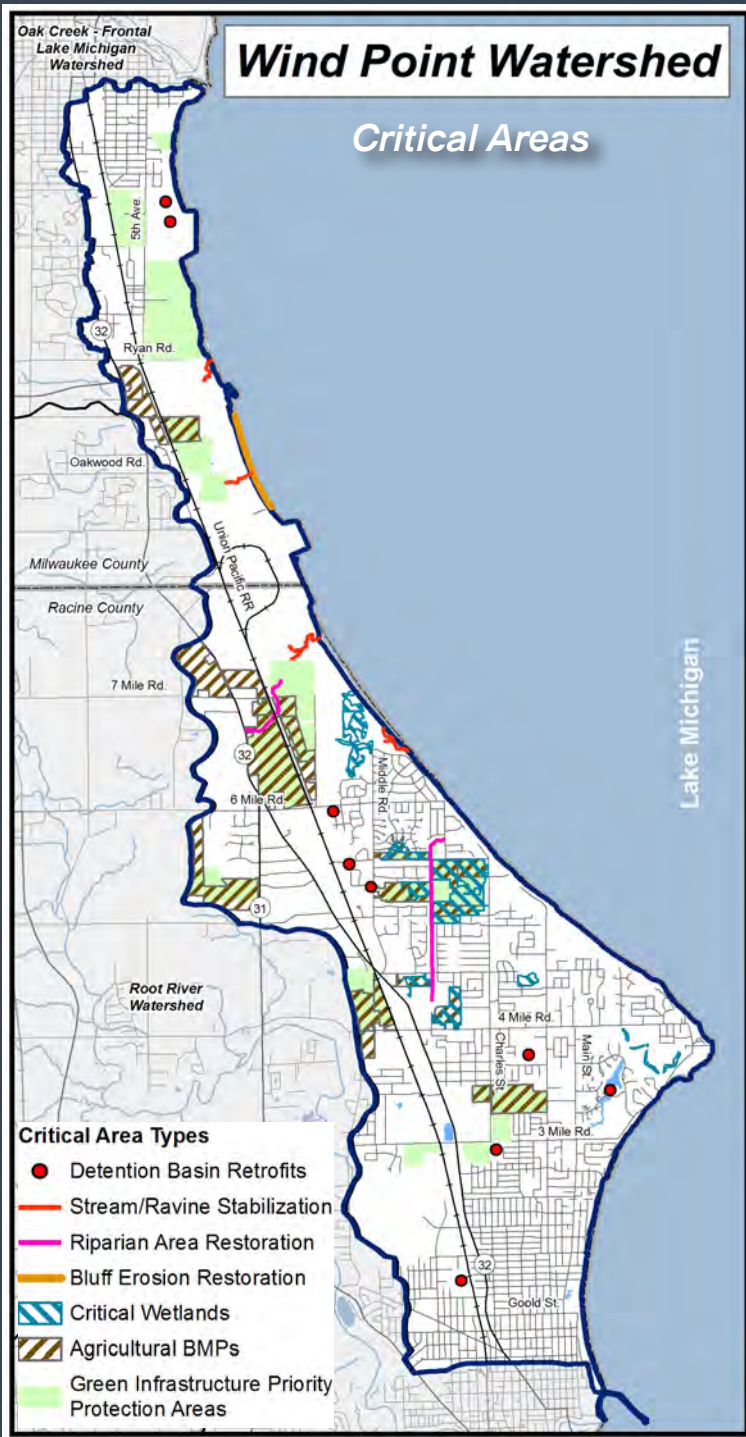 Oak Creek - Frontal
Lake Michigan
Watershed
Wind Point Watershed
Critical Areas
5th Ave.
32
Ryan Rd.
Oakwood Rd.
Union Pacific RR
Milwaukee County
Racine County
7 Mile Rd.
Lake Michigan
32
Middle Rd.
6 Mile Rd.
31
Root River
Watershed
4 Mile Rd.
Charles St.
Main St.
3 Mile Rd.
32
Goold St.
Critical Area Types
Detention Basin Retrofits
Stream/Ravine Stabilization
Riparian Area Restoration
Bluff Erosion Restoration
Critical Wetlands
Agricultural BMPs
Green Infrastructure Priority
Protection Areas